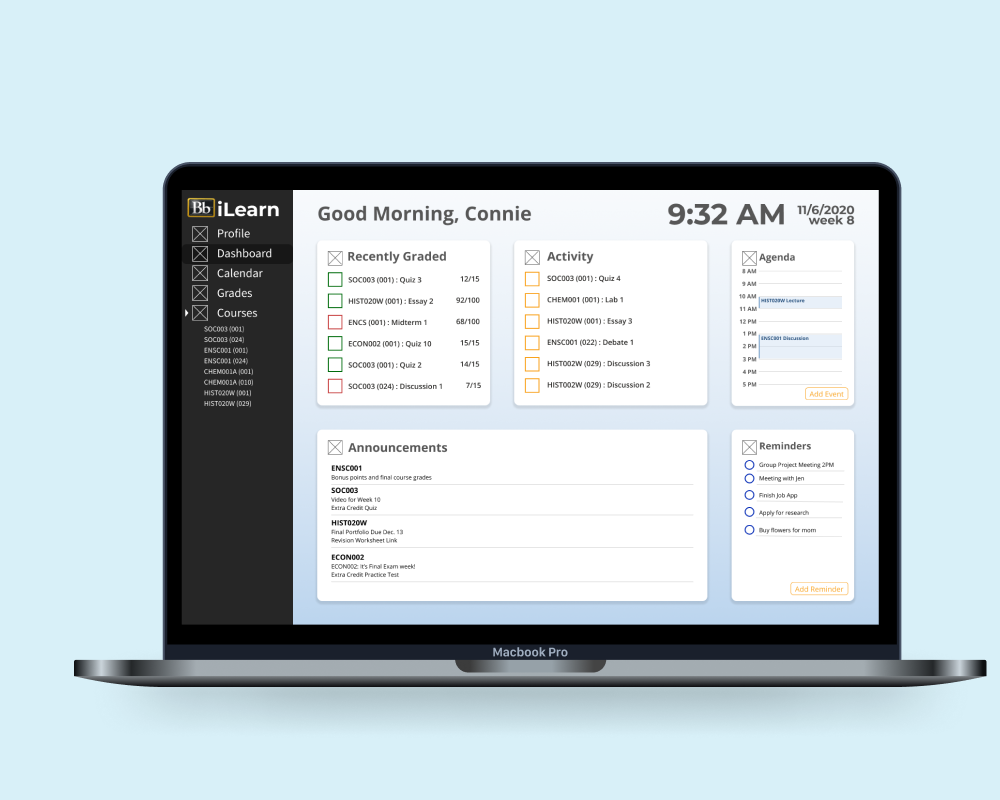 Bb iLearn
Profile
Dashboard
Calendar
Grades
Courses
SOC003 (001)
SOC003 (024)
ENSC001 (001)
ENSC001 (024)
CHEM001A (001)
CHEM001A (010)
HIST020W (001)
HIST020W (029)
Good Morning, Connie
9:32 AM
11/6/2020
week 8
Recently Graded
SOC003 (001) : Quiz 3 12/15
HIST020W (001) : Essay 2 92/100
ENCS (001) : Midterm 1 68/100
ECON002 (001) : Quiz 10 15/15
SOC003 (001) : Quiz 2 14/15
SOC003 (024) : Discussion 1 7/15
Activity
SOC003 (001) : Quiz 4
CHEM001 (001) : Lab 1
HIST020W (001) : Essay 3
ENSC001 (022) : Debate 1
HIST002W (029) : Discussion 3
HIST002W (029) : Discussion 2
Agenda
8 AM
9 AM
10 AM
HIST020W Lecture
11 AM
12 PM
1 PM
ENSC001 Discussion
2 PM
3 PM
4 PM
5 PM
Add Event
Announcements
ENSC001
Bonus points and final course grades
SOC003
Video for Week 10
Extra Credit Quiz
HIST020W
Final Portfolio Due Dec. 13
Revision Worksheet Link
ECON002
ECON002: It's Final Exam week!
Extra Credit Practice Test
Reminders
Group Project Meeting 2PM
Meeting with Jen
Finish Job App
Apply for research
Buy flowers for mom
Add Reminder
Macbook Pro